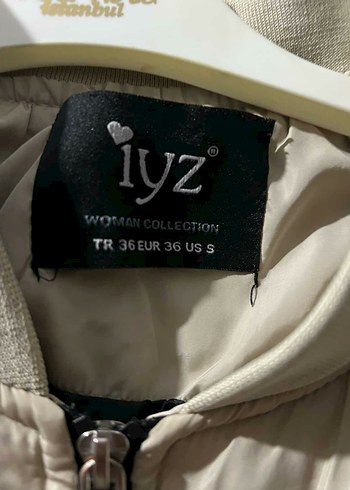 Istanbul
iyz®
WOMAN COLLECTION
TR 36 EUR 36 US S